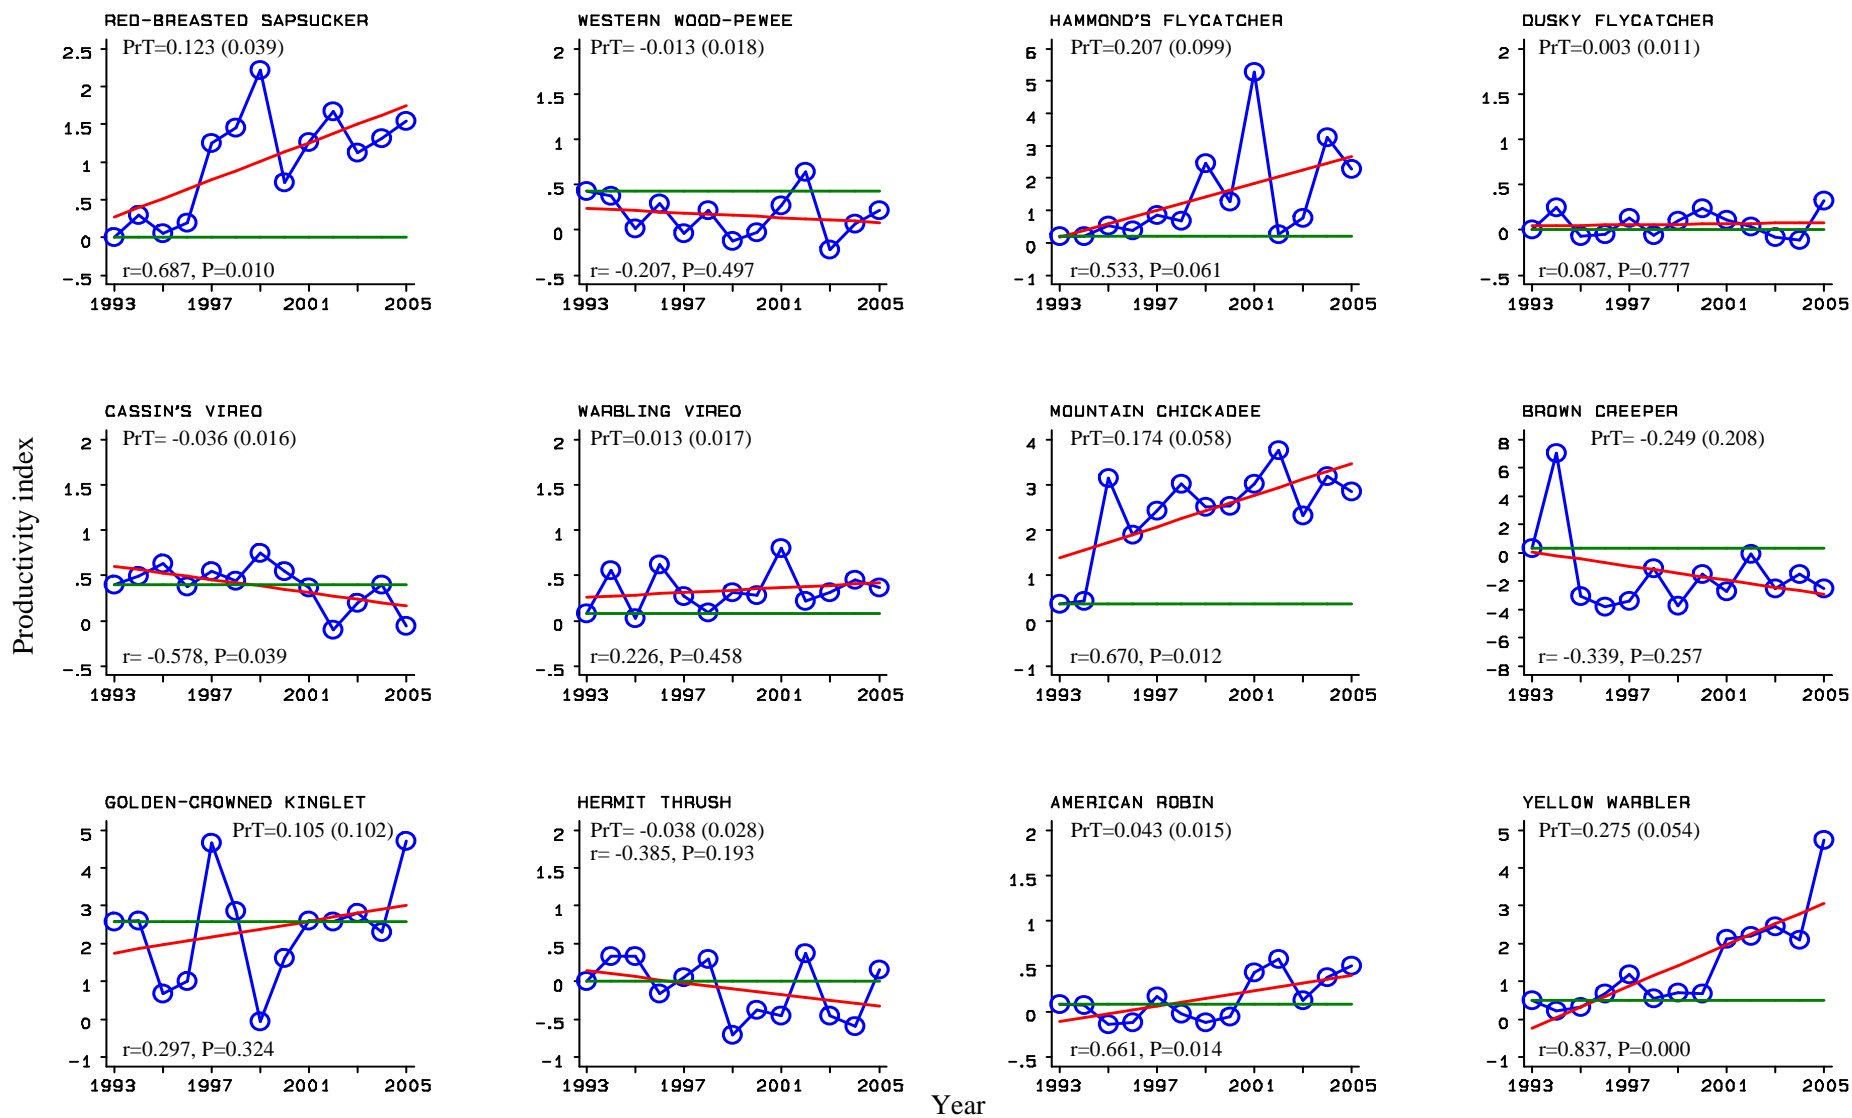 RED-BREASTED SAPSUCKER
PrT=0.123 (0.039)
2.5
2
1.5
1
.5
0
-.5
r=0.687, P=0.010
1993 1997 2001 2005
WESTERN WOOD-PEWEE
PrT= -0.013 (0.018)
2
1.5
1
.5
0
-.5
r= -0.207, P=0.497
1993 1997 2001 2005
HAMMOND'S FLYCATCHER
PrT=0.207 (0.099)
6
5
4
3
2
1
0
-1
r=0.533, P=0.061
1993 1997 2001 2005
DUSKY FLYCATCHER
PrT=0.003 (0.011)
2
1.5
1
.5
0
-.5
r=0.087, P=0.777
1993 1997 2001 2005
Productivity index
CASSIN'S VIREO
PrT= -0.036 (0.016)
2
1.5
1
.5
0
-.5
r= -0.578, P=0.039
1993 1997 2001 2005
WARBLING VIREO
PrT=0.013 (0.017)
2
1.5
1
.5
0
-.5
r=0.226, P=0.458
1993 1997 2001 2005
MOUNTAIN CHICKADEE
PrT=0.174 (0.058)
4
3
2
1
0
-1
r=0.670, P=0.012
1993 1997 2001 2005
BROWN CREEPER
PrT= -0.249 (0.208)
8
6
4
2
0
-2
-4
-6
-8
r= -0.339, P=0.257
1993 1997 2001 2005
GOLDEN-CROWNED KINGLET
PrT=0.105 (0.102)
5
4
3
2
1
0
-1
r=0.297, P=0.324
1993 1997 2001 2005
HERMIT THRUSH
PrT= -0.038 (0.028)
r= -0.385, P=0.193
2
1.5
1
.5
0
-.5
-1
1993 1997 2001 2005
AMERICAN ROBIN
PrT=0.043 (0.015)
2
1.5
1
.5
0
-.5
r=0.661, P=0.014
1993 1997 2001 2005
YELLOW WARBLER
PrT=0.275 (0.054)
5
4
3
2
1
0
-1
r=0.837, P=0.000
1993 1997 2001 2005
Year